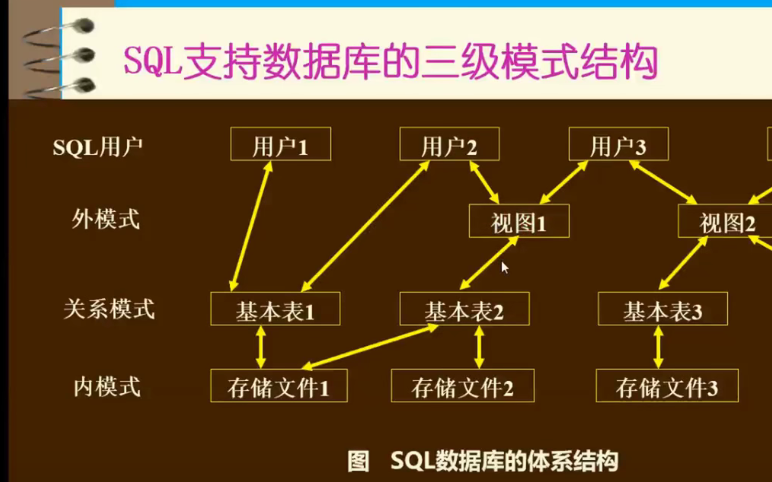 SQL支持数据库的三级模式结构
SQL用户 用户1 用户2 用户3
外模式 视图1 视图2
关系模式 基本表1 基本表2 基本表3
内模式 存储文件1 存储文件2 存储文件3
图 SQL数据库的体系结构